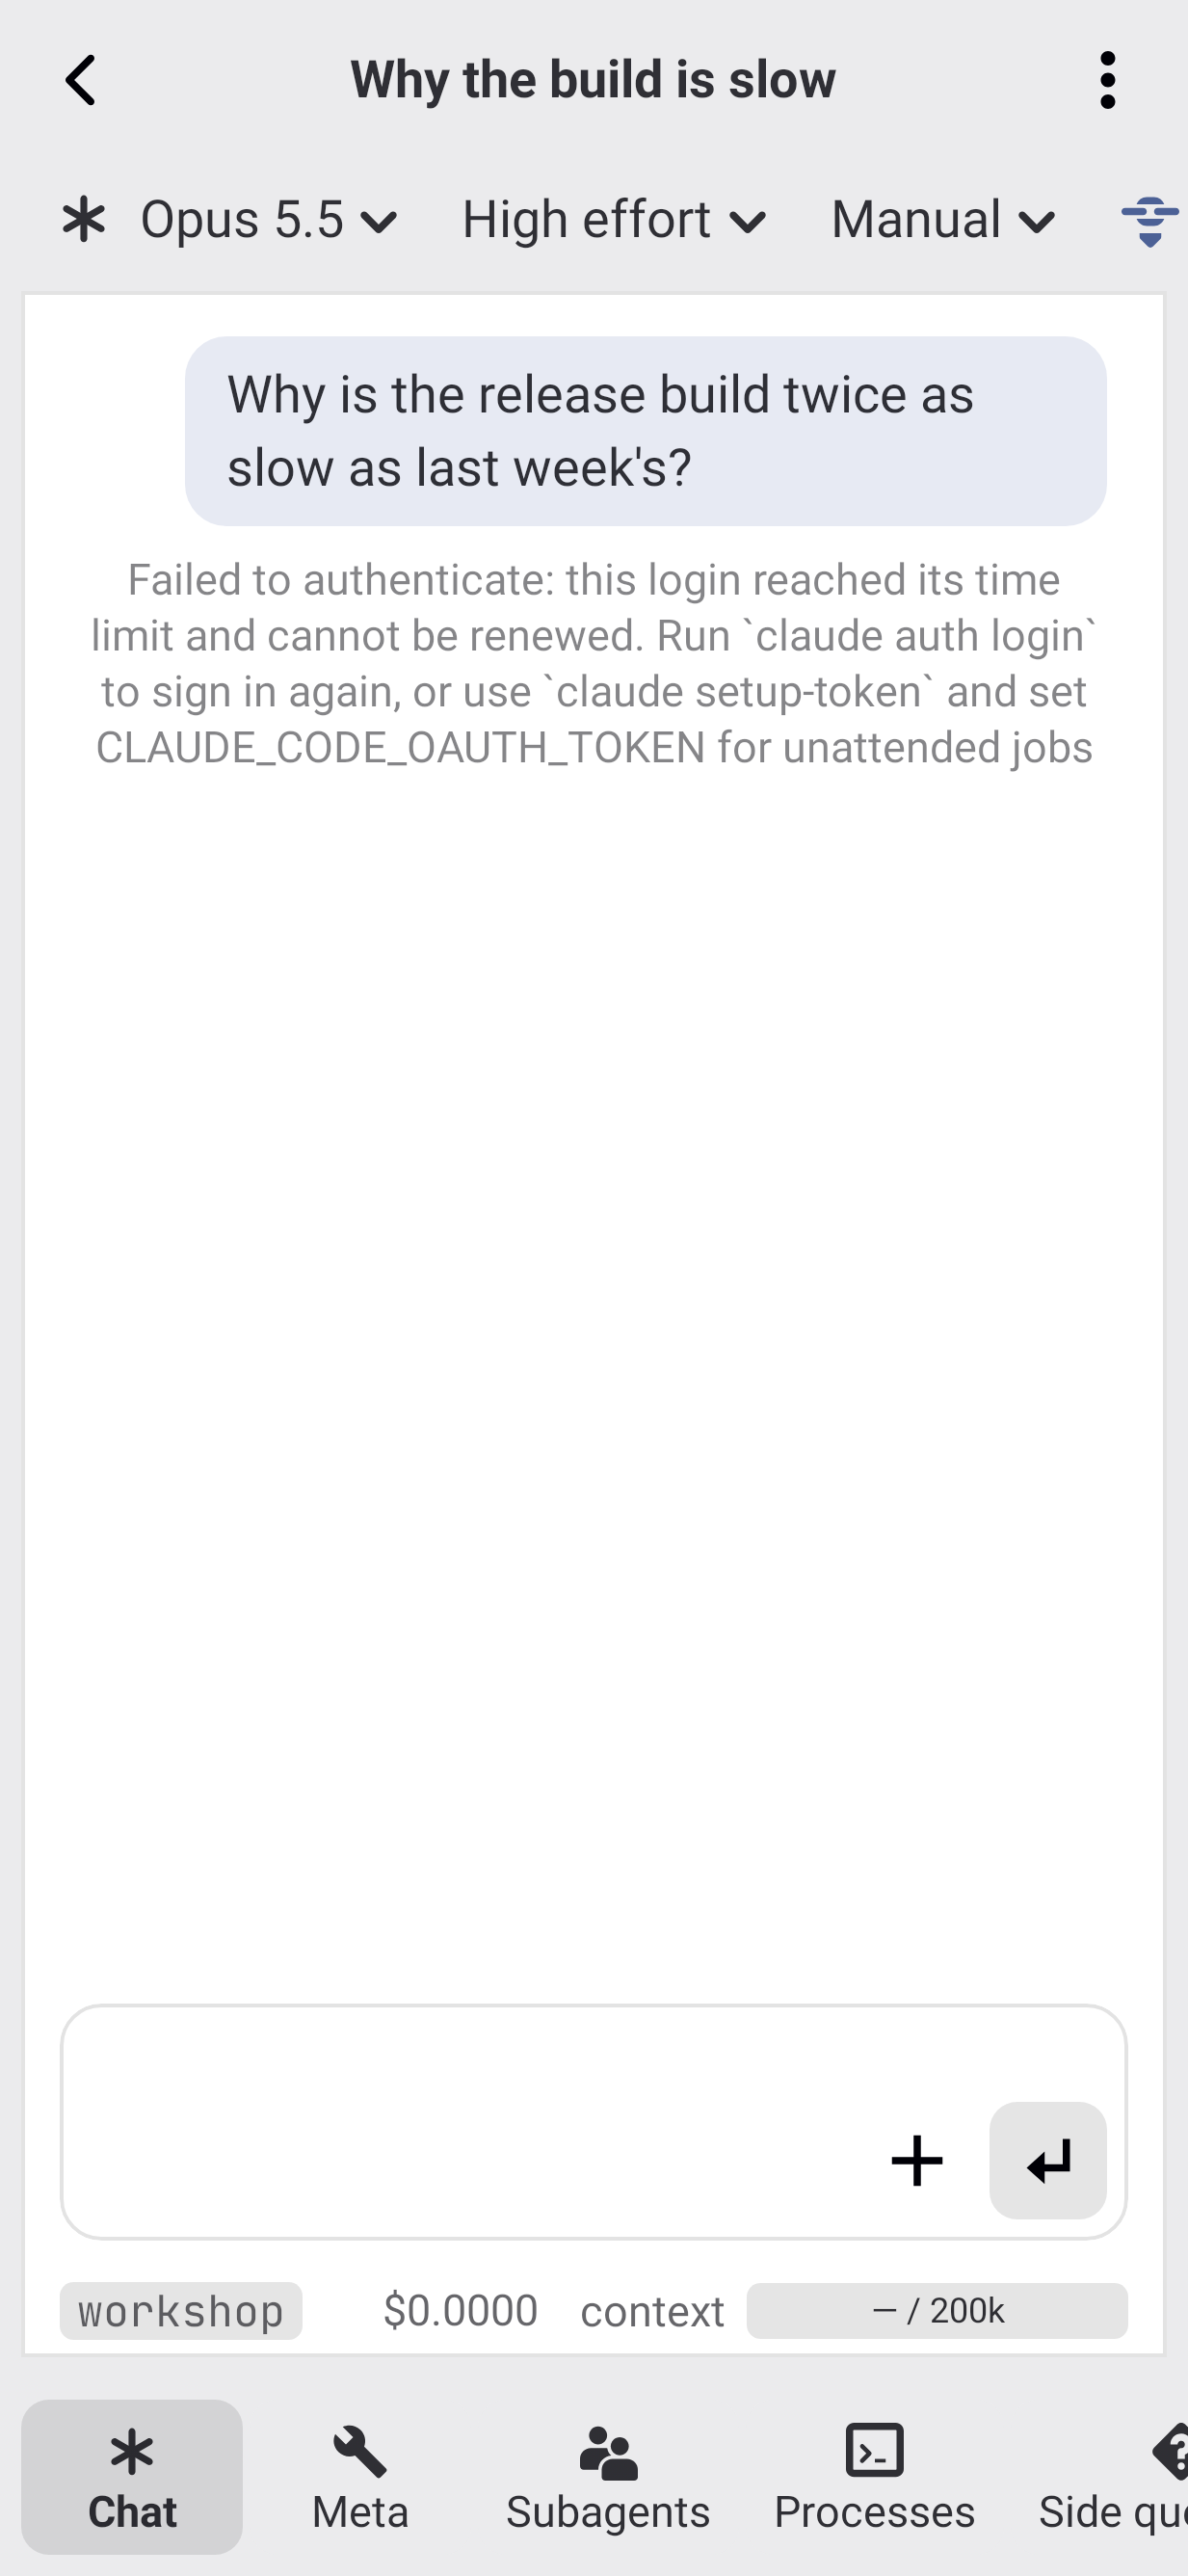 Why the build is slow
Opus 5.5
High effort
Manual
Why is the release build twice as
slow as last week's?
Failed to authenticate: this login reached its time
limit and cannot be renewed. Run `claude auth login`
to sign in again, or use `claude setup-token` and set
CLAUDE_CODE_OAUTH_TOKEN for unattended jobs
workshop
$0.0000
context
— / 200k
Chat
Meta
Subagents
Processes
Side